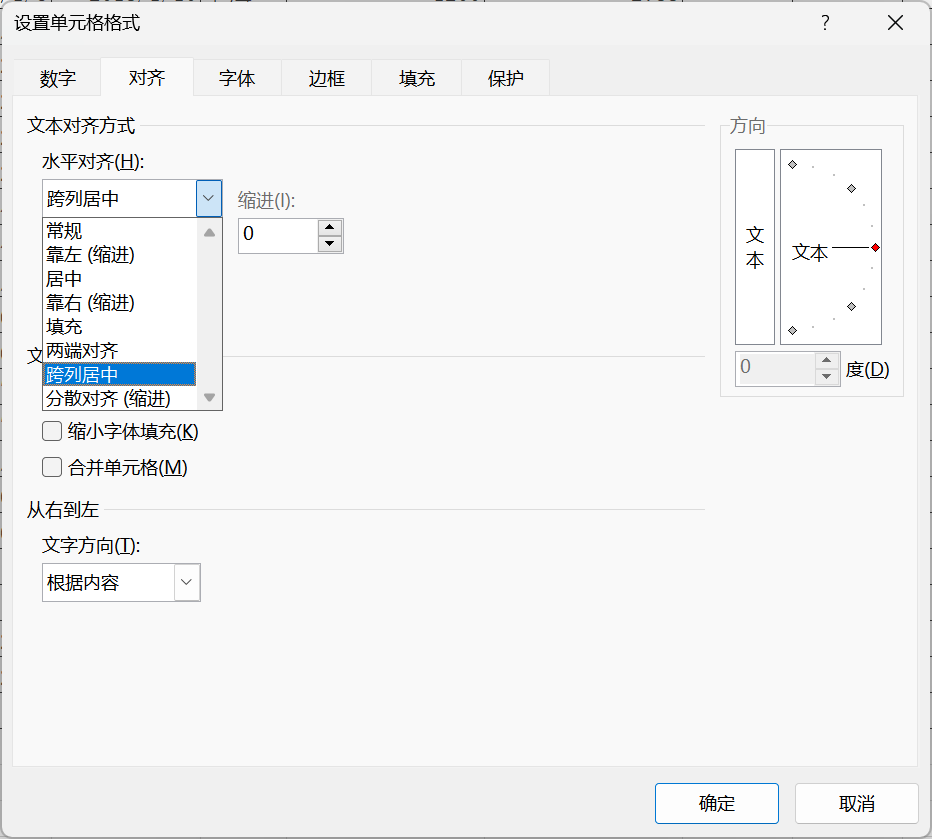 设置单元格格式 ?
数字 对齐 字体 边框 填充 保护
文本对齐方式
水平对齐(H):
跨列居中
缩进(I):
0
常规
靠左 (缩进)
居中
靠右 (缩进)
填充
两端对齐
跨列居中
分散对齐 (缩进)
文
缩小字体填充(K)
合并单元格(M)
从右到左
文字方向(T):
根据内容
方向
文
本
文本
0 度(D)
确定 取消